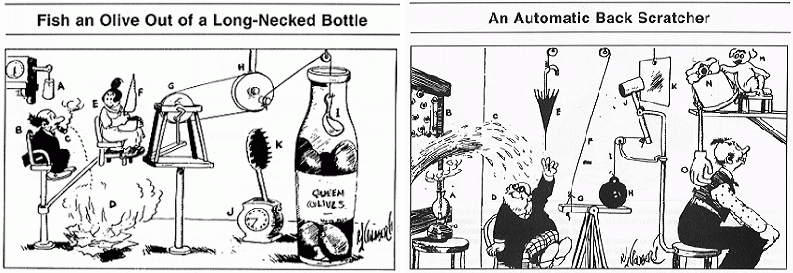 Fish an Olive Out of a Long-Necked Bottle
A
B
C
D
E
F
G
H
I
J
K
QUEEN
OLIVES
An Automatic Back Scratcher
A
B
C
D
E
F
G
H
I
J
K
M
N
O